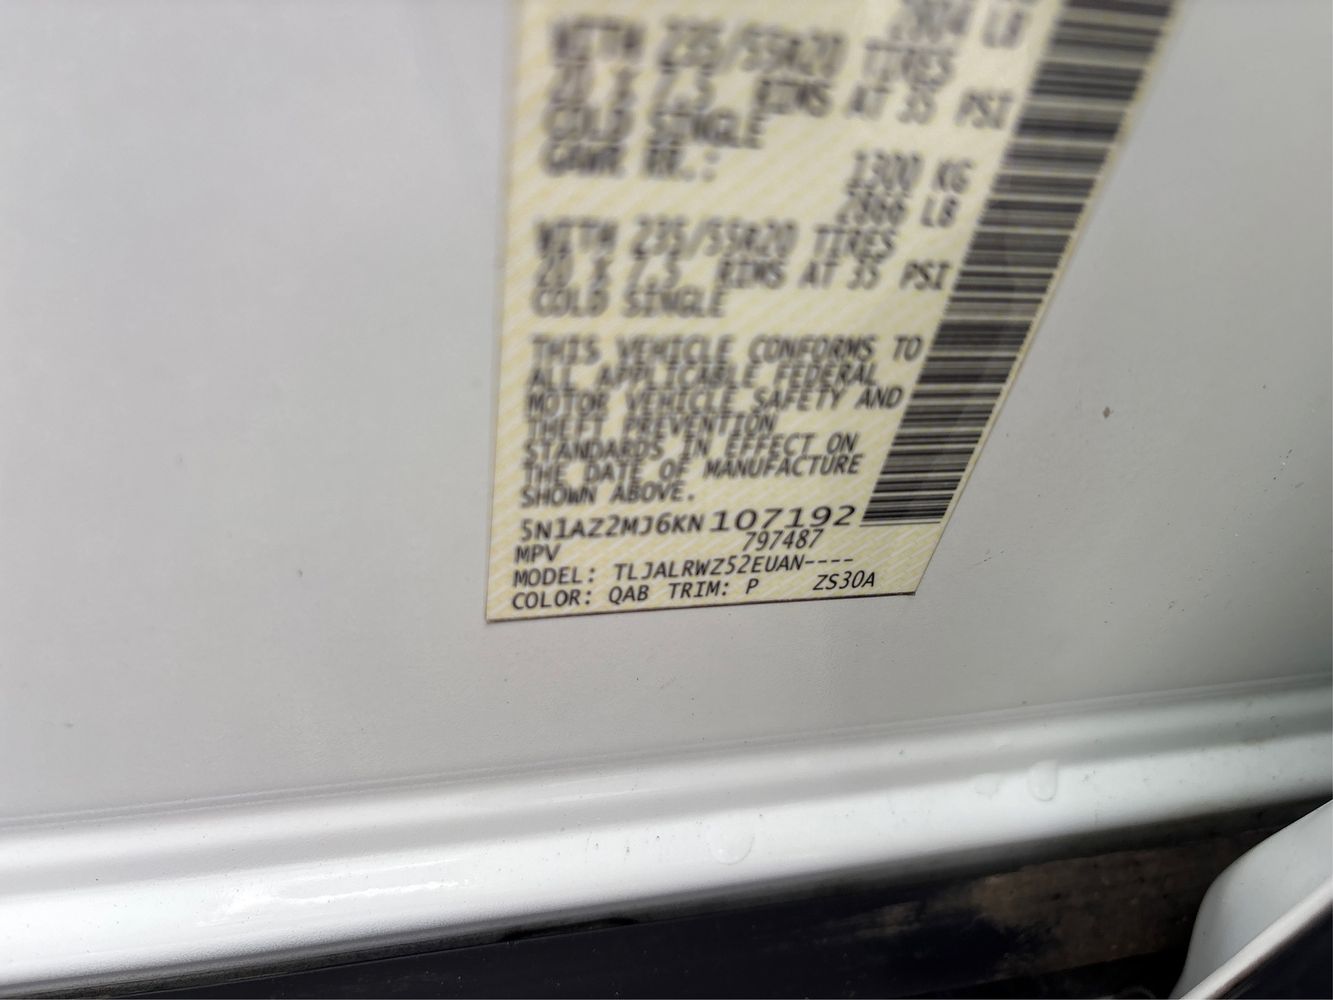 2904 LB
WITH 235/55R20 TIRES
20 X 7.5 RIMS AT 35 PSI
COLD SINGLE
GAWR RR.: 1300 KG
2866 LB
WITH 235/55R20 TIRES
20 X 7.5 RIMS AT 35 PSI
COLD SINGLE
THIS VEHICLE CONFORMS TO
ALL APPLICABLE FEDERAL
MOTOR VEHICLE SAFETY AND
THEFT PREVENTION
STANDARDS IN EFFECT ON
THE DATE OF MANUFACTURE
SHOWN ABOVE.
5N1AZ2MJ6KN107192
MPV 797487
MODEL: TLJALRWZ52EUAN----
COLOR: QAB TRIM: P ZS30A